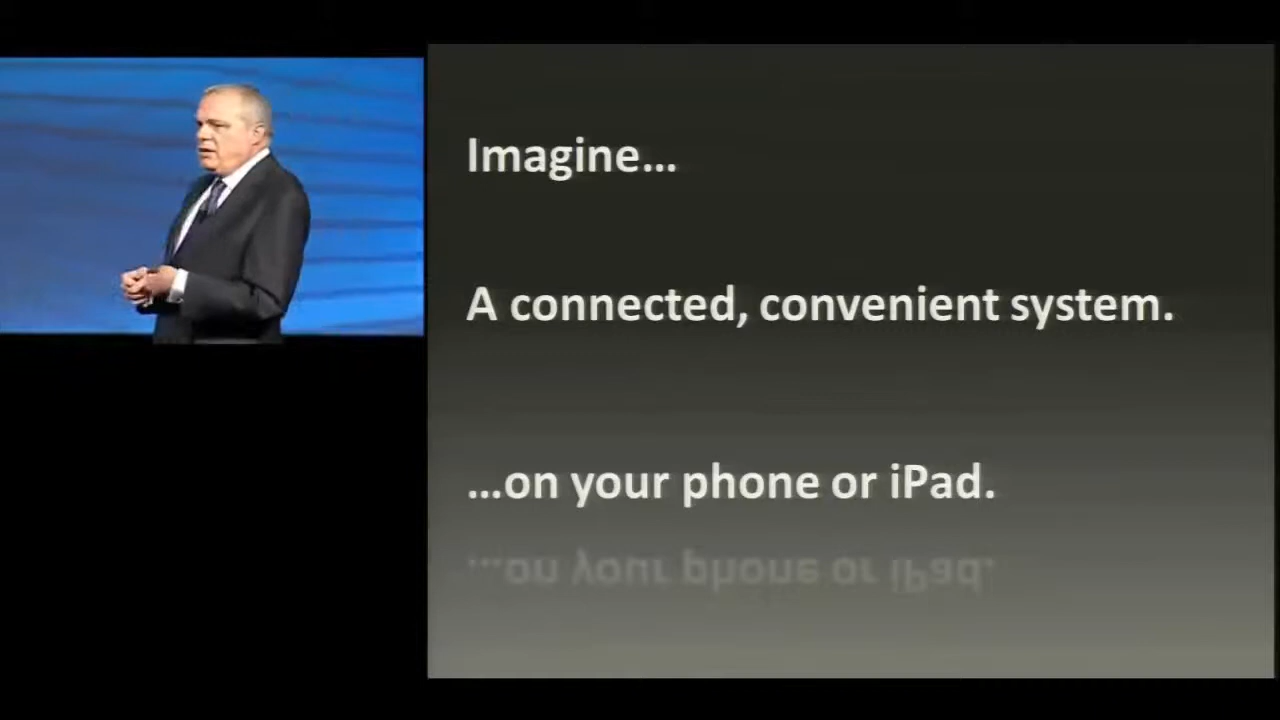 Imagine...
A connected, convenient system.
...on your phone or iPad.